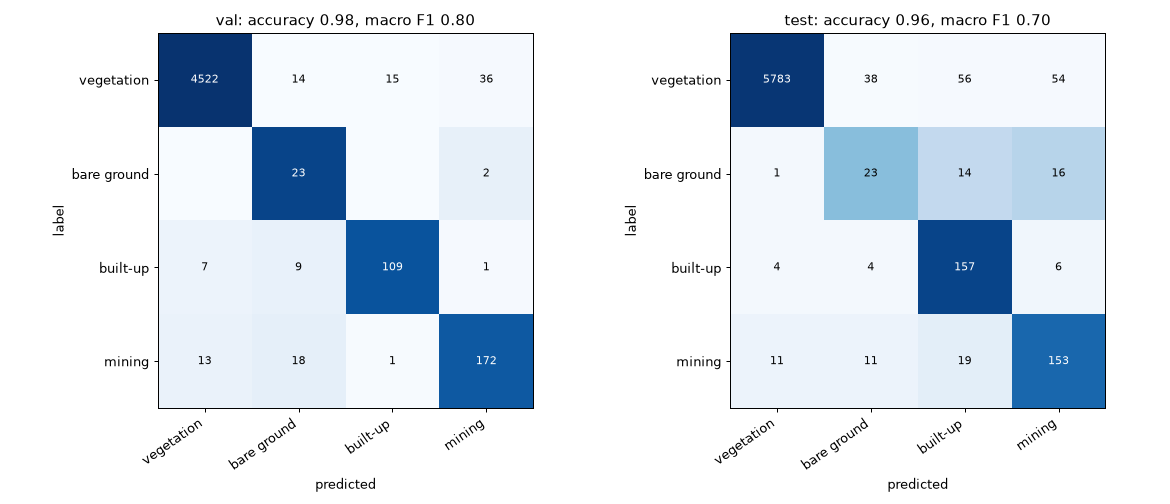 val: accuracy 0.98, macro F1 0.80
vegetation 4522 14 15 36
bare ground 23 2
built-up 7 9 109 1
mining 13 18 1 172
label
vegetation bare ground built-up mining
predicted
test: accuracy 0.96, macro F1 0.70
vegetation 5783 38 56 54
bare ground 1 23 14 16
built-up 4 4 157 6
mining 11 11 19 153
label
vegetation bare ground built-up mining
predicted